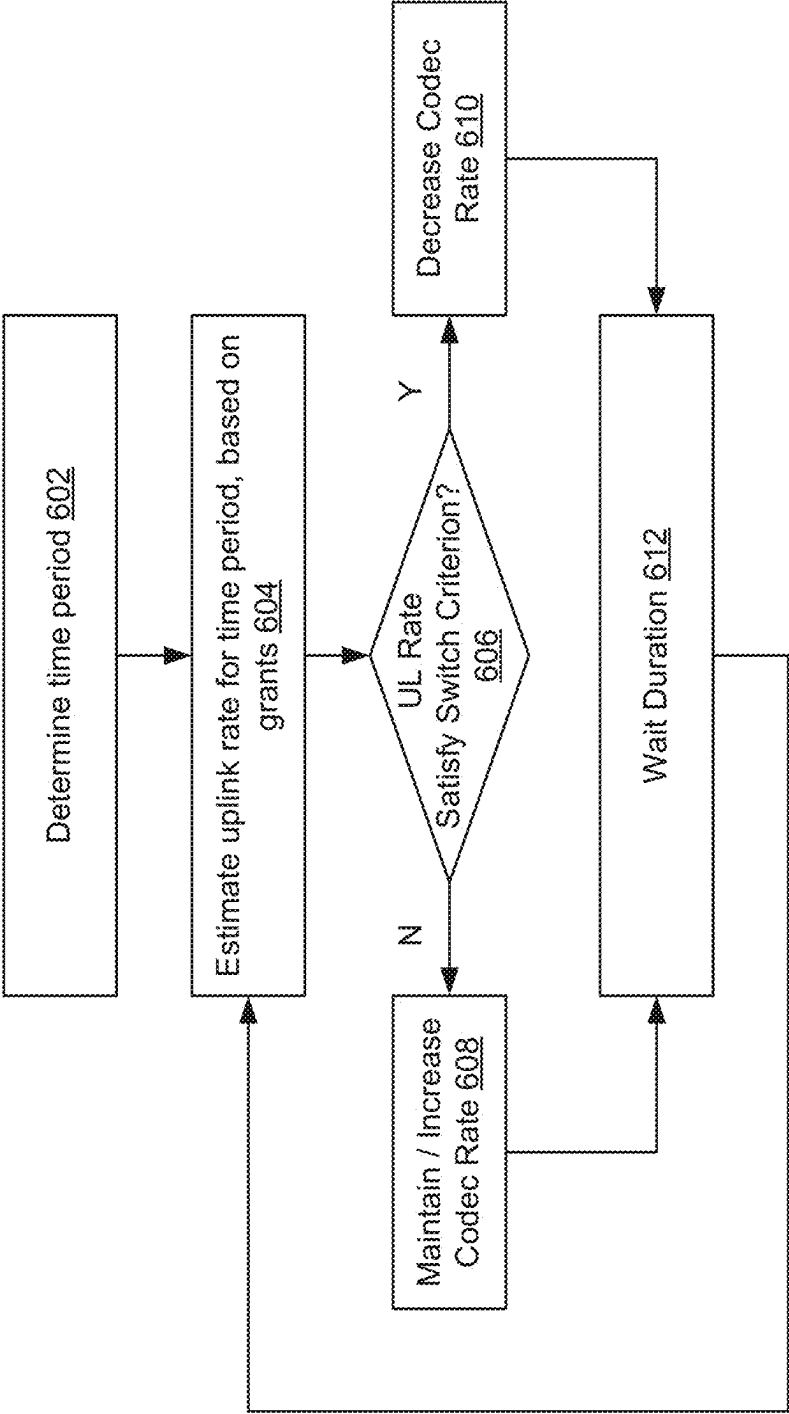 Determine time period 602
Estimate uplink rate for time period, based on
grants 604
UL Rate
Satisfy Switch Criterion?
606
N
Y
Maintain / Increase
Codec Rate 608
Decrease Codec
Rate 610
Wait Duration 612